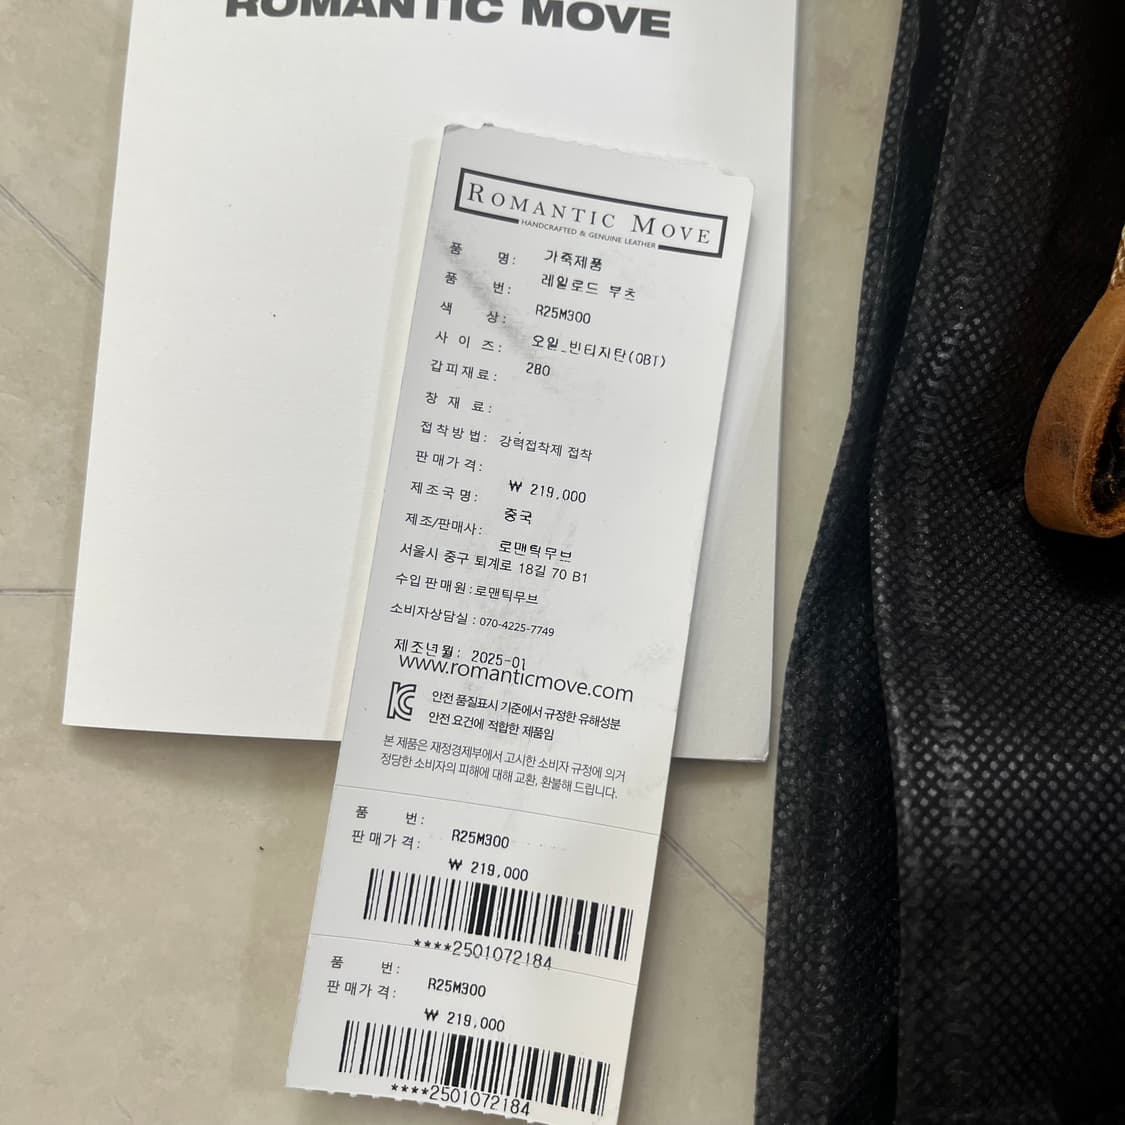 ROMANTIC MOVE
ROMANTIC MOVE
HANDCRAFTED & GENUINE LEATHER
품 명: 가죽제품
레일로드 부츠
품 번: R25M300
색 상: 오일_빈티지탄(OBT)
사 이 즈: 280
갑피재료:
창 재 료:
접착방법: 강력접착제 접착
판매가격: ₩ 219,000
제조국명: 중국
제조/판매사: 로맨틱무브
서울시 중구 퇴계로 18길 70 B1
수입 판매원 : 로맨틱무브
소비자상담실 : 070-4225-7749
제조년월: 2025-01
www.romanticmove.com
안전 품질표시 기준에서 규정한 유해성분
안전 요건에 적합한 제품임
본 제품은 재정경제부에서 고시한 소비자 규정에 의거
정당한 소비자의 피해에 대해 교환, 환불해 드립니다.
품 번: R25M300
판매가격: ₩ 219,000
****2501072184
품 번: R25M300
판매가격: ₩ 219,000
****2501072184